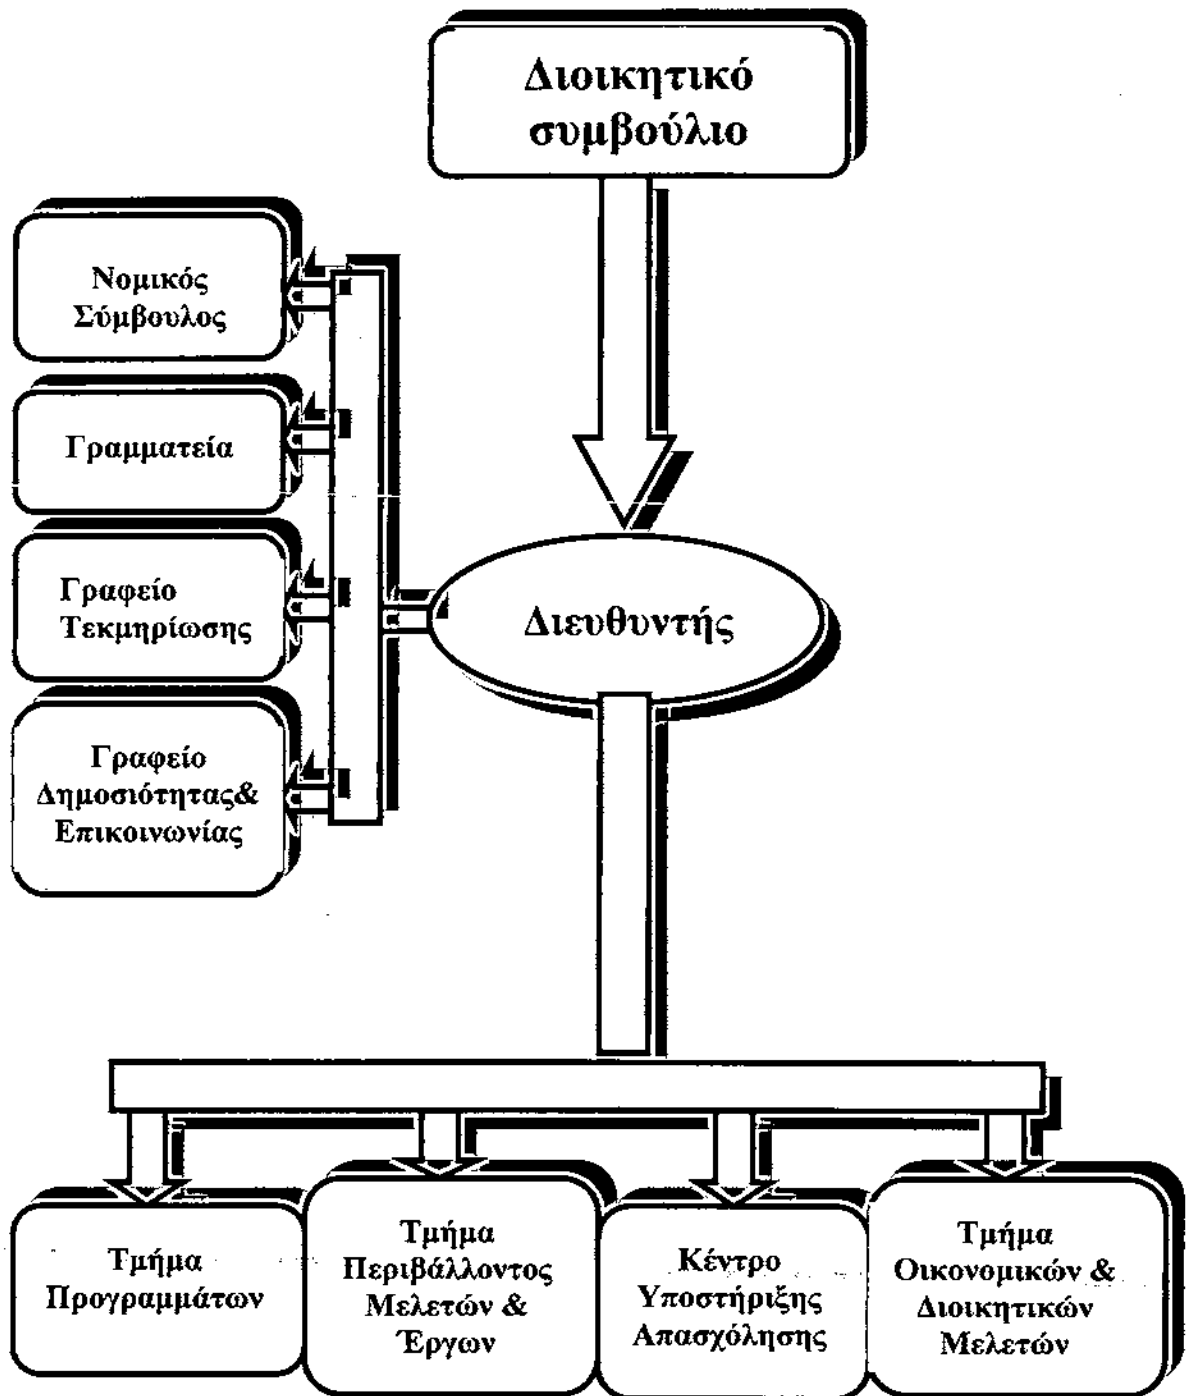 Διοικητικό
συμβούλιο
Νομικός
Σύμβουλος
Γραμματεία
Γραφείο
Τεκμηρίωσης
Γραφείο
Δημοσιότητας&
Επικοινωνίας
Διευθυντής
Τμήμα
Προγραμμάτων
Τμήμα
Περιβάλλοντος
Μελετών &
Έργων
Κέντρο
Υποστήριξης
Απασχόλησης
Τμήμα
Οικονομικών &
Διοικητικών
Μελετών